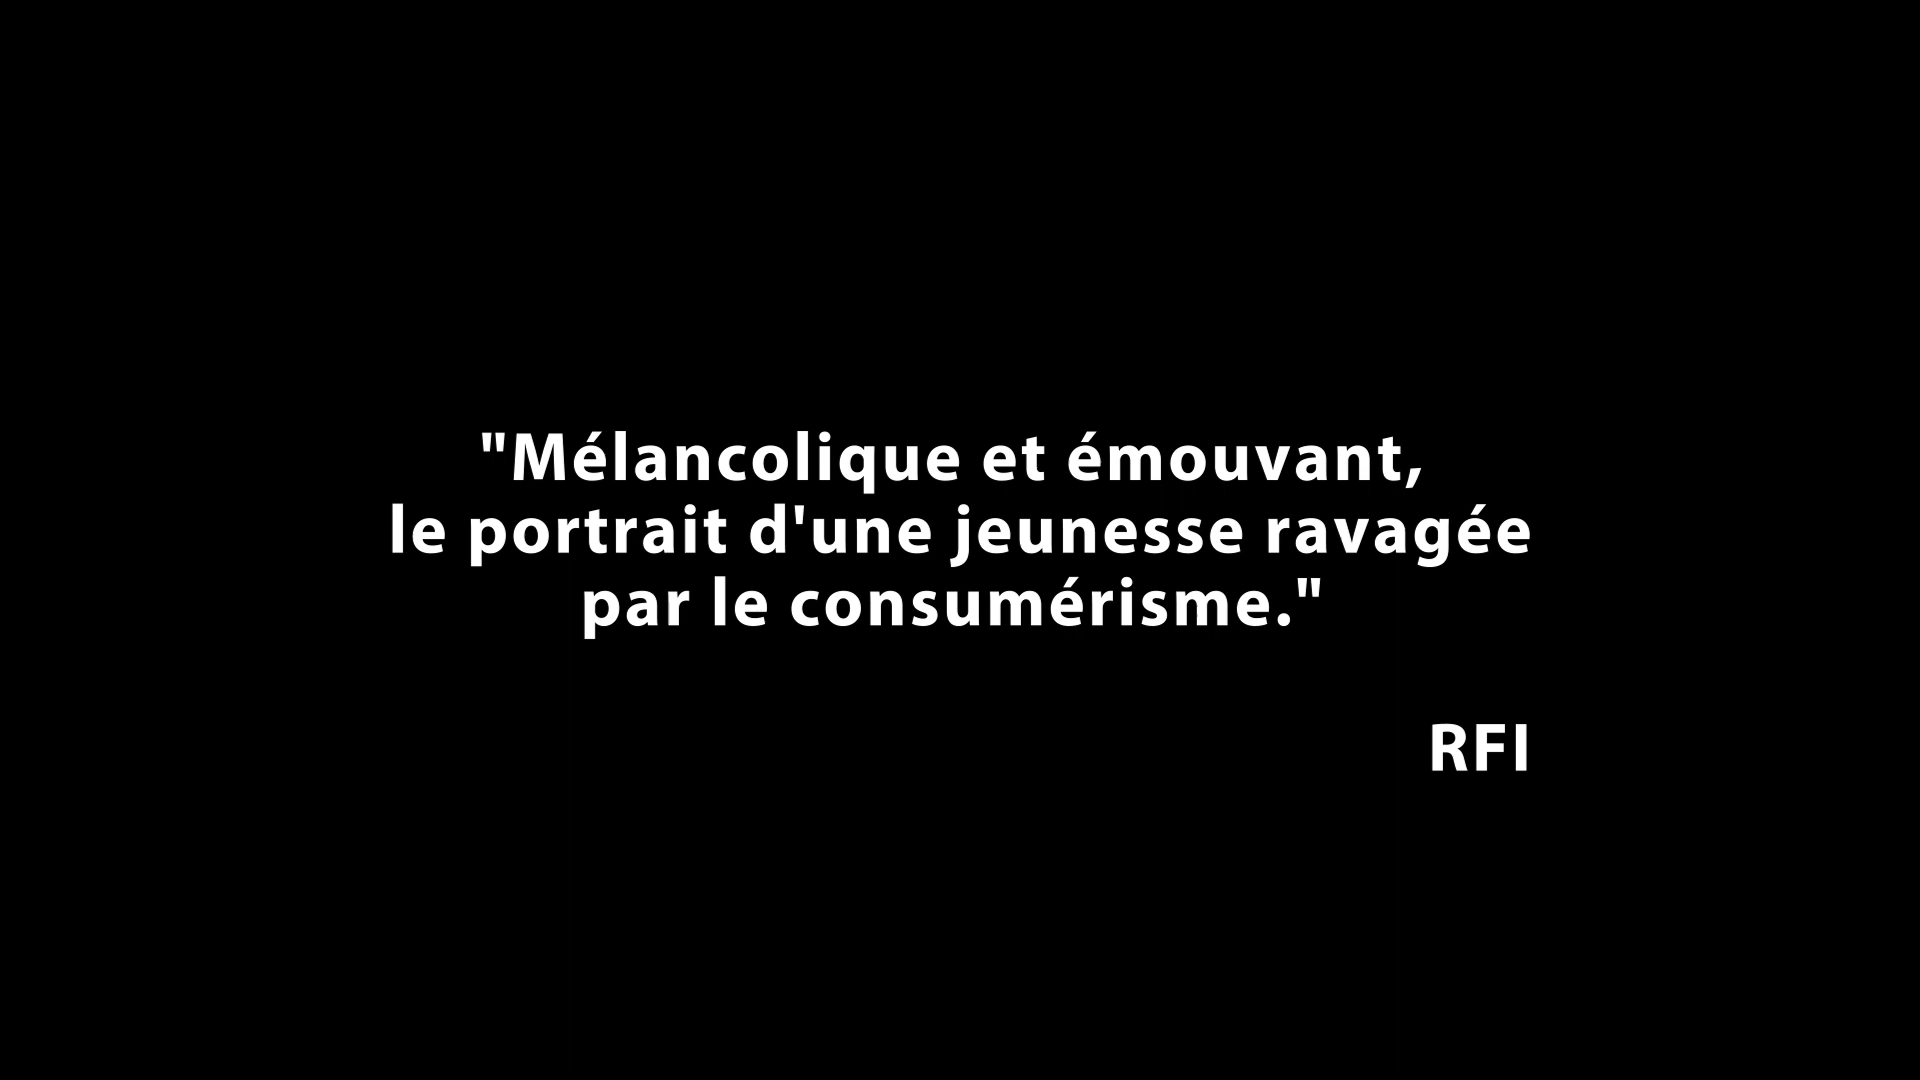 "Mélancolique et émouvant,
le portrait d'une jeunesse ravagée
par le consumérisme."
RFI